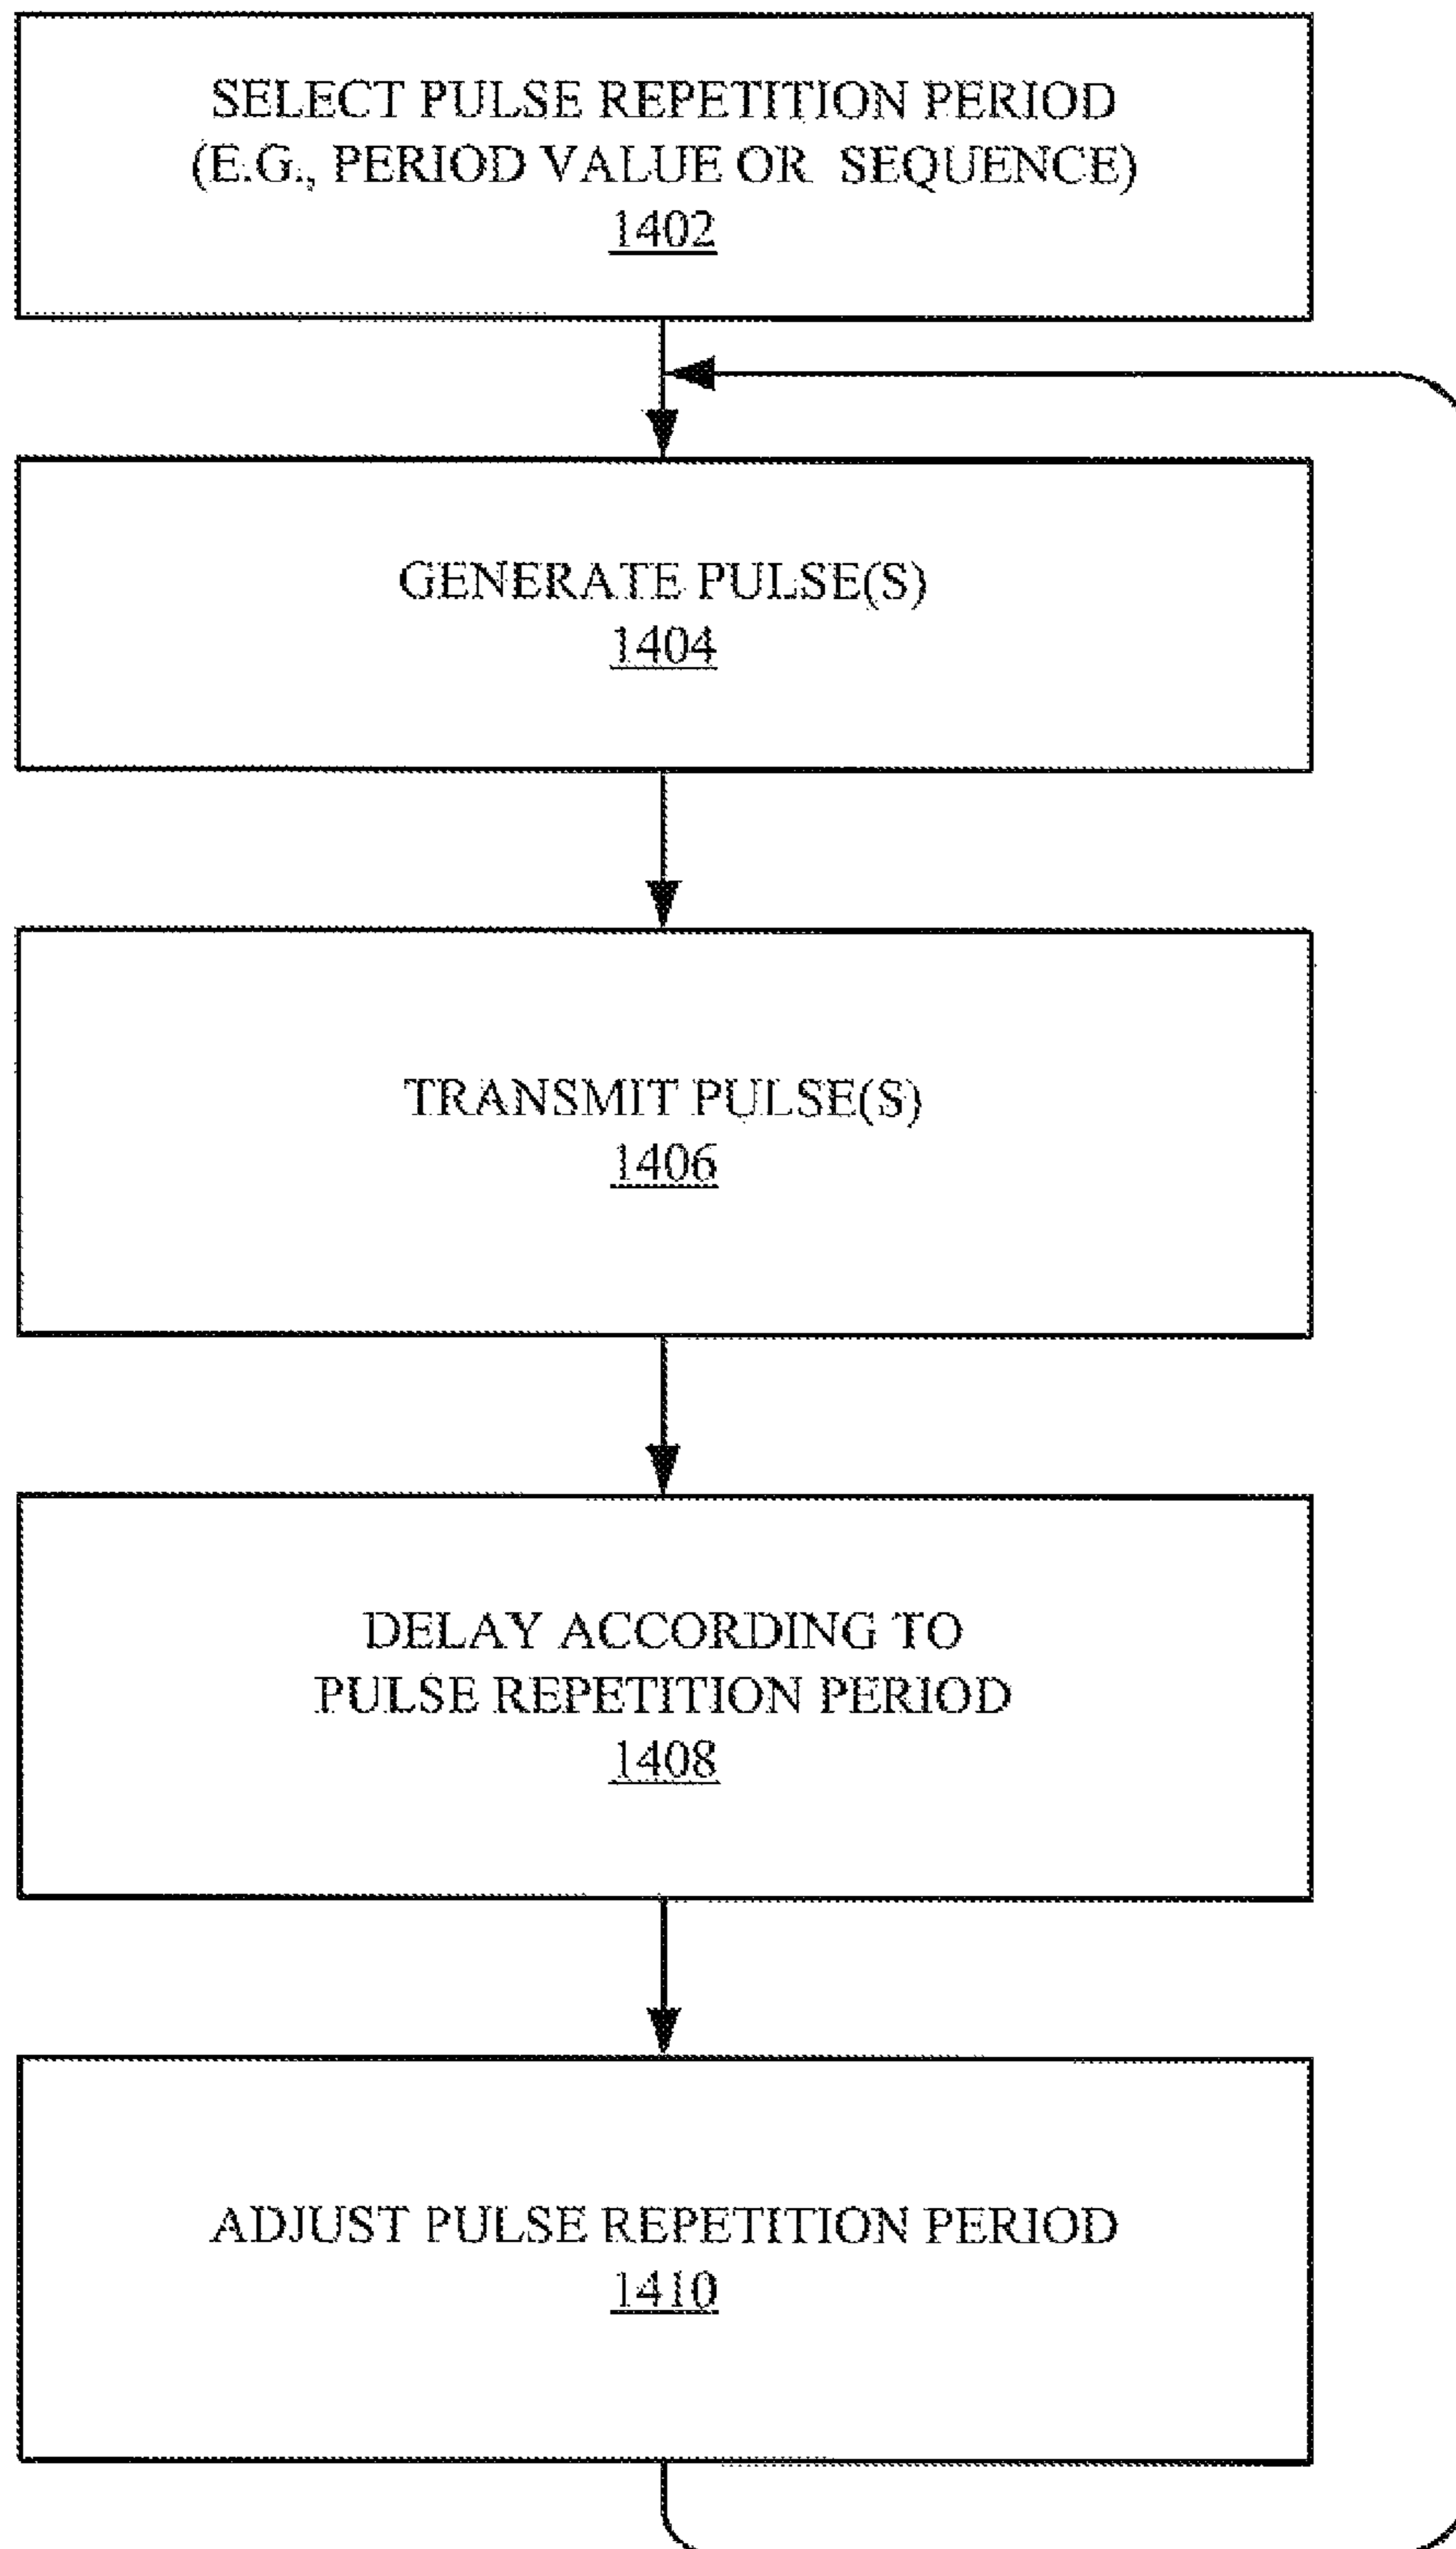 SELECT PULSE REPETITION PERIOD
(E.G., PERIOD VALUE OR SEQUENCE)
1402
GENERATE PULSE(S)
1404
TRANSMIT PULSE(S)
1406
DELAY ACCORDING TO
PULSE REPETITION PERIOD
1408
ADJUST PULSE REPETITION PERIOD
1410